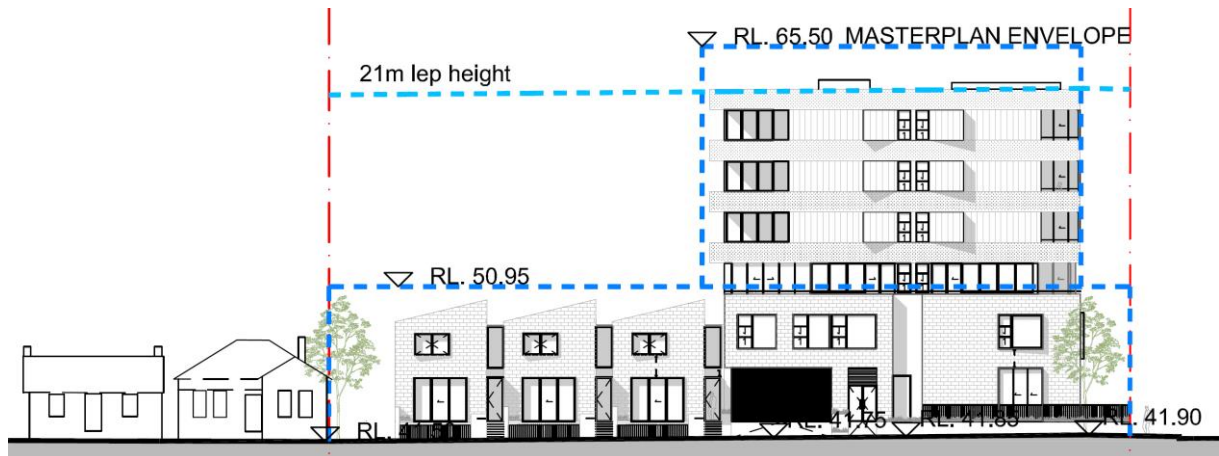 RL. 65.50 MASTERPLAN ENVELOPE
21m lep height
RL. 50.95
RL.
RL. 41.75
RL. 41.85
RL. 41.90